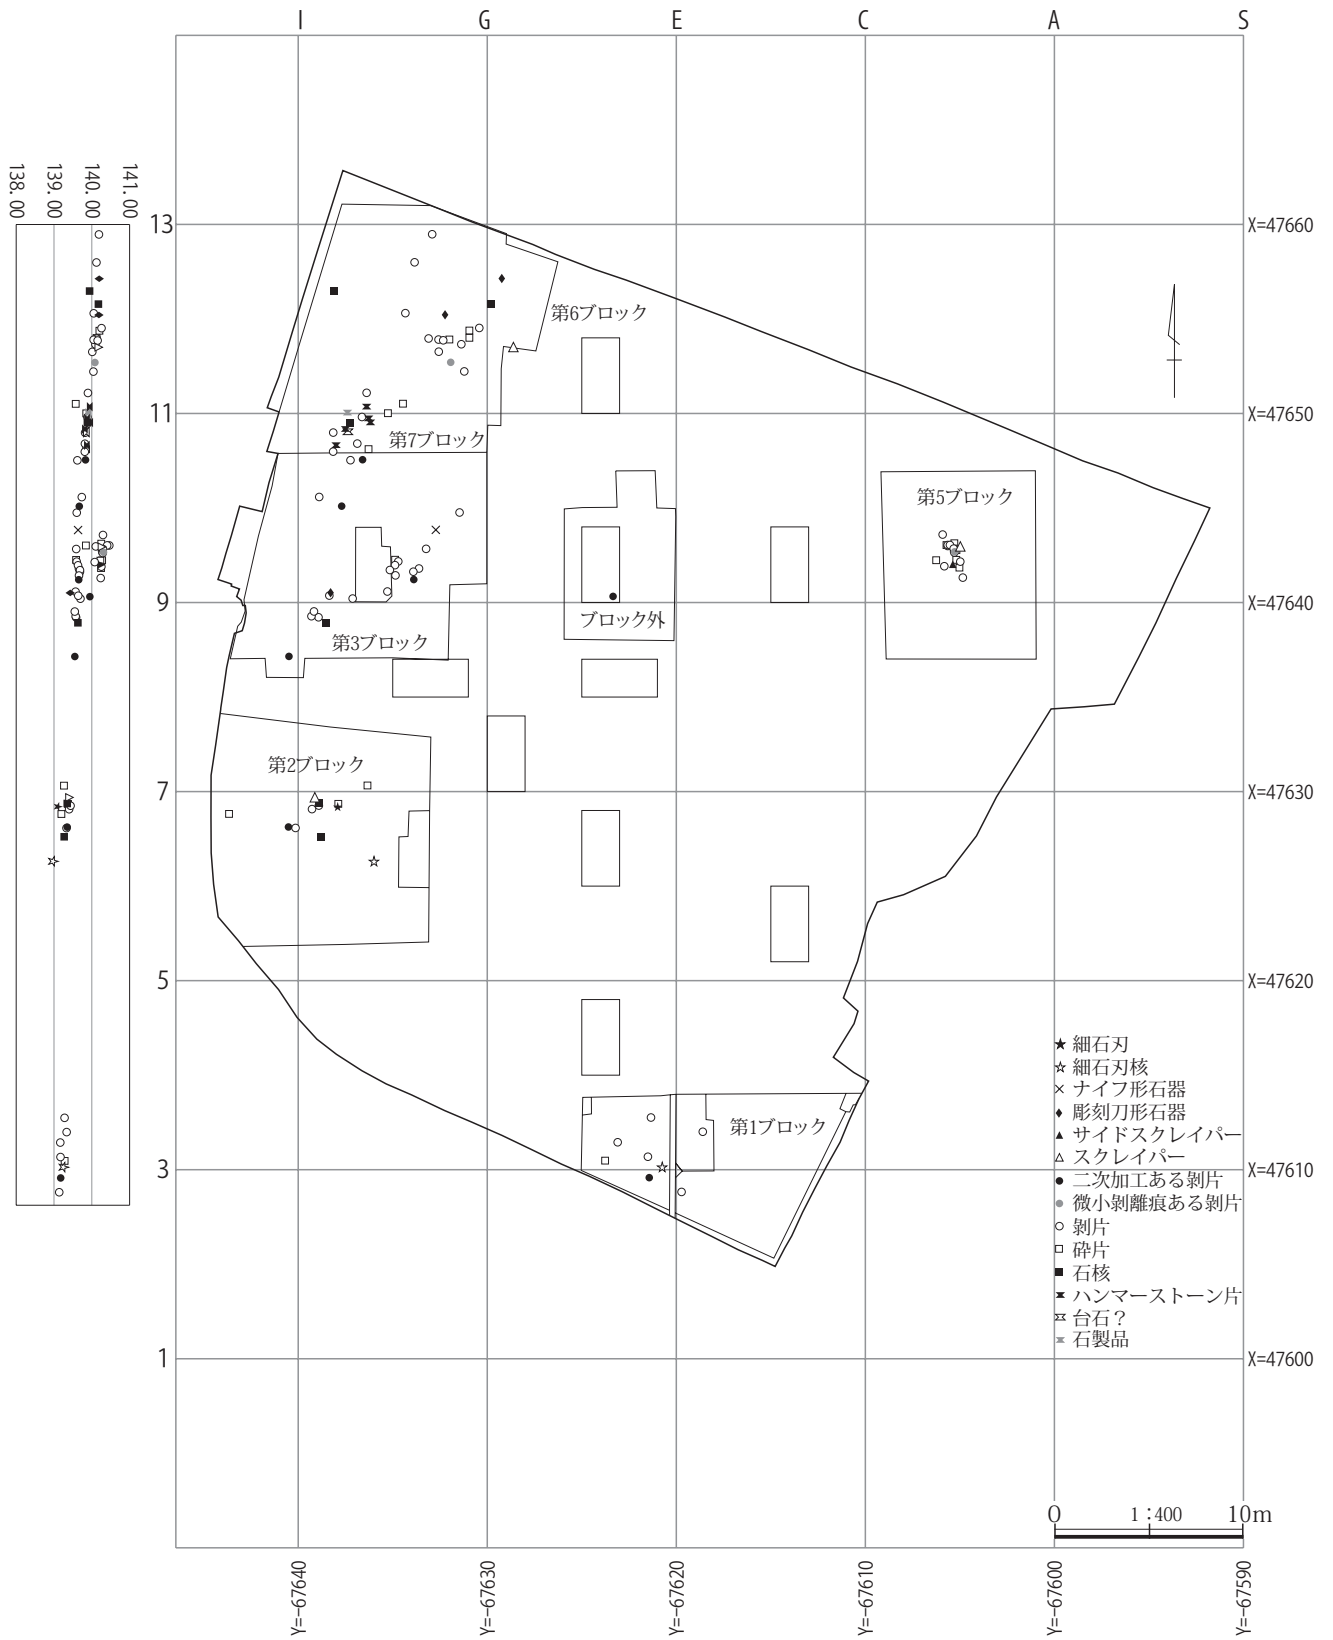 I G E C A S
138.00 139.00 140.00 141.00
13 X=47660
第6ブロック
11 X=47650
第7ブロック
第5ブロック
9 X=47640
ブロック外
第3ブロック
第2ブロック
7 X=47630
5 X=47620
第1ブロック
3 X=47610
1 X=47600
細石刃
細石刃核
ナイフ形石器
彫刻刀形石器
サイドスクレイパー
スクレイパー
二次加工ある剝片
微小剝離痕ある剝片
剝片
砕片
石核
ハンマーストーン片
台石？
石製品
0 1:400 10m
Y=-67640 Y=-67630 Y=-67620 Y=-67610 Y=-67600 Y=-67590